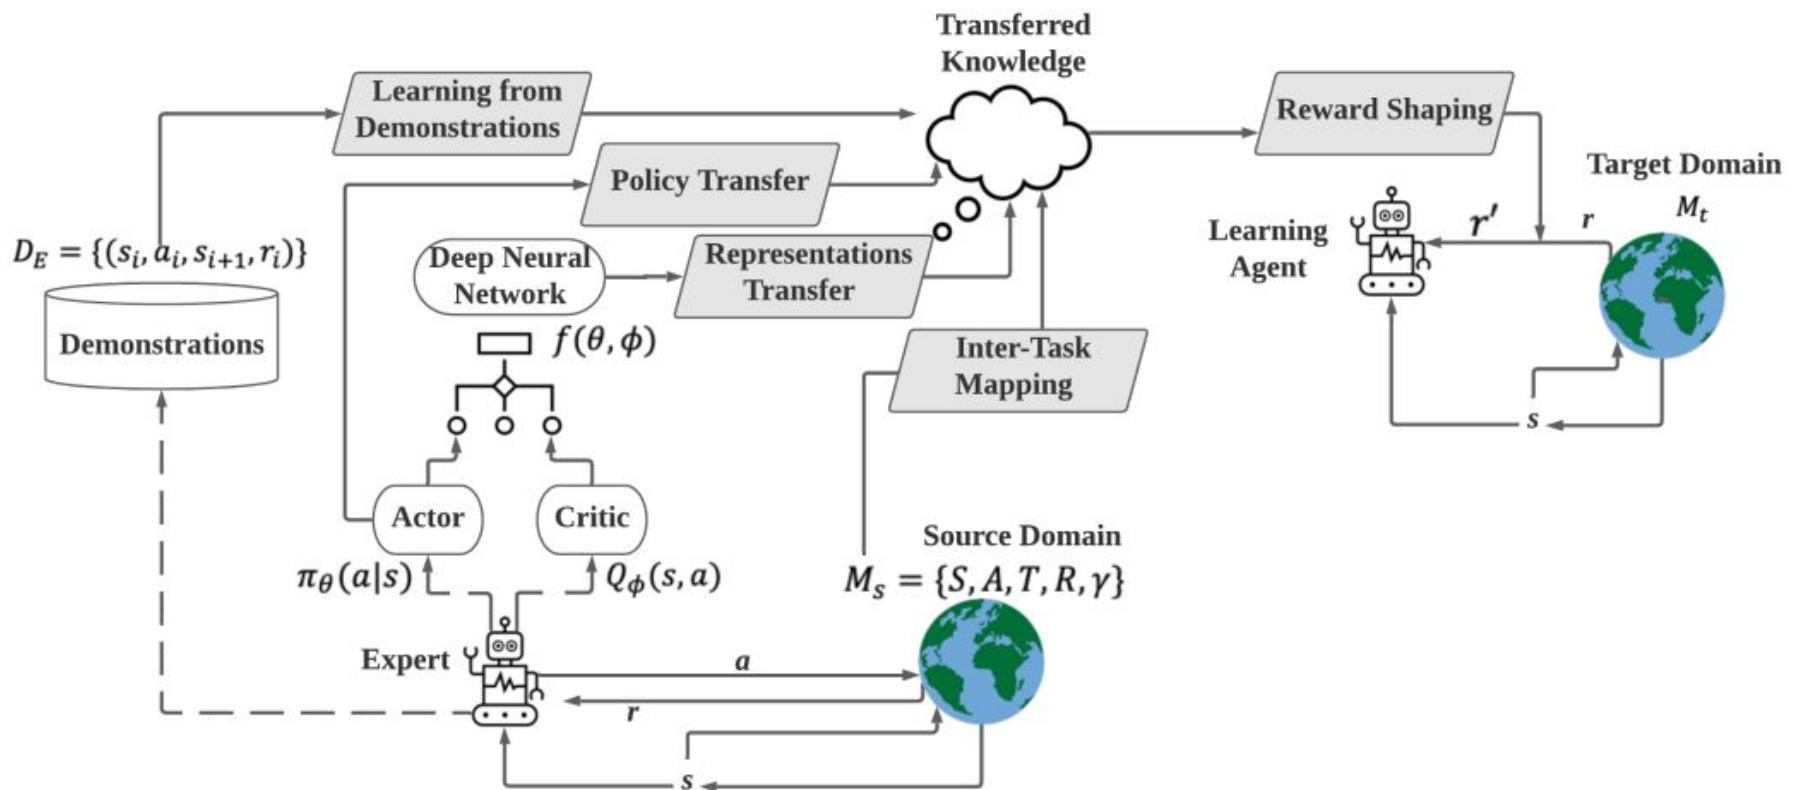 Transferred
Knowledge
Learning from
Demonstrations
Reward Shaping
Policy Transfer
Target Domain
M_t
Learning
Agent
r′
r
D_E = {(s_i, a_i, s_{i+1}, r_i)}
Deep Neural
Network
Representations
Transfer
Demonstrations
f(θ, ϕ)
Inter-Task
Mapping
s
Actor
Critic
Source Domain
π_θ(a|s)
Q_ϕ(s, a)
M_s = {S, A, T, R, γ}
Expert
a
r
s